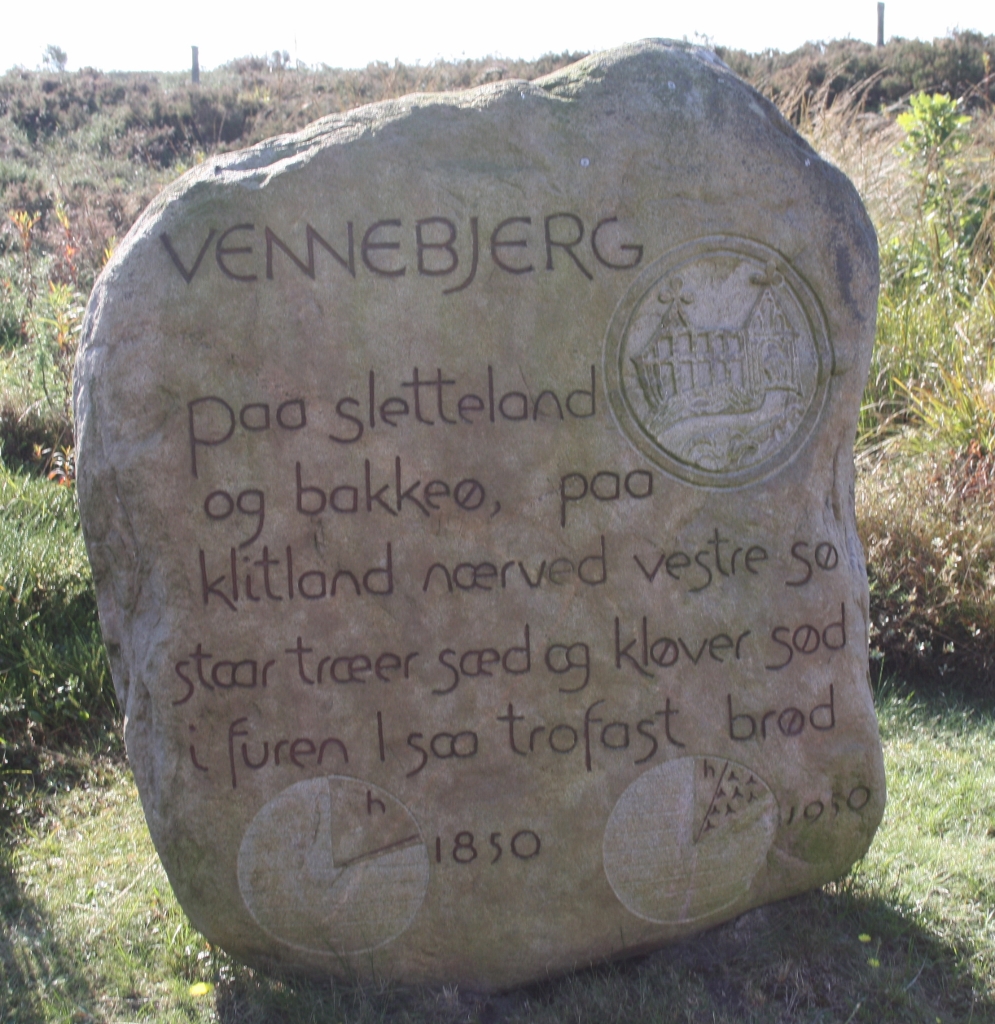 VENNEBJERG
paa sletteland
og bakkeø, paa
klitland nærved vestre sø
staar træer sæd og kløver sød
i furen I saa trofast brød
h 1850
h 1950